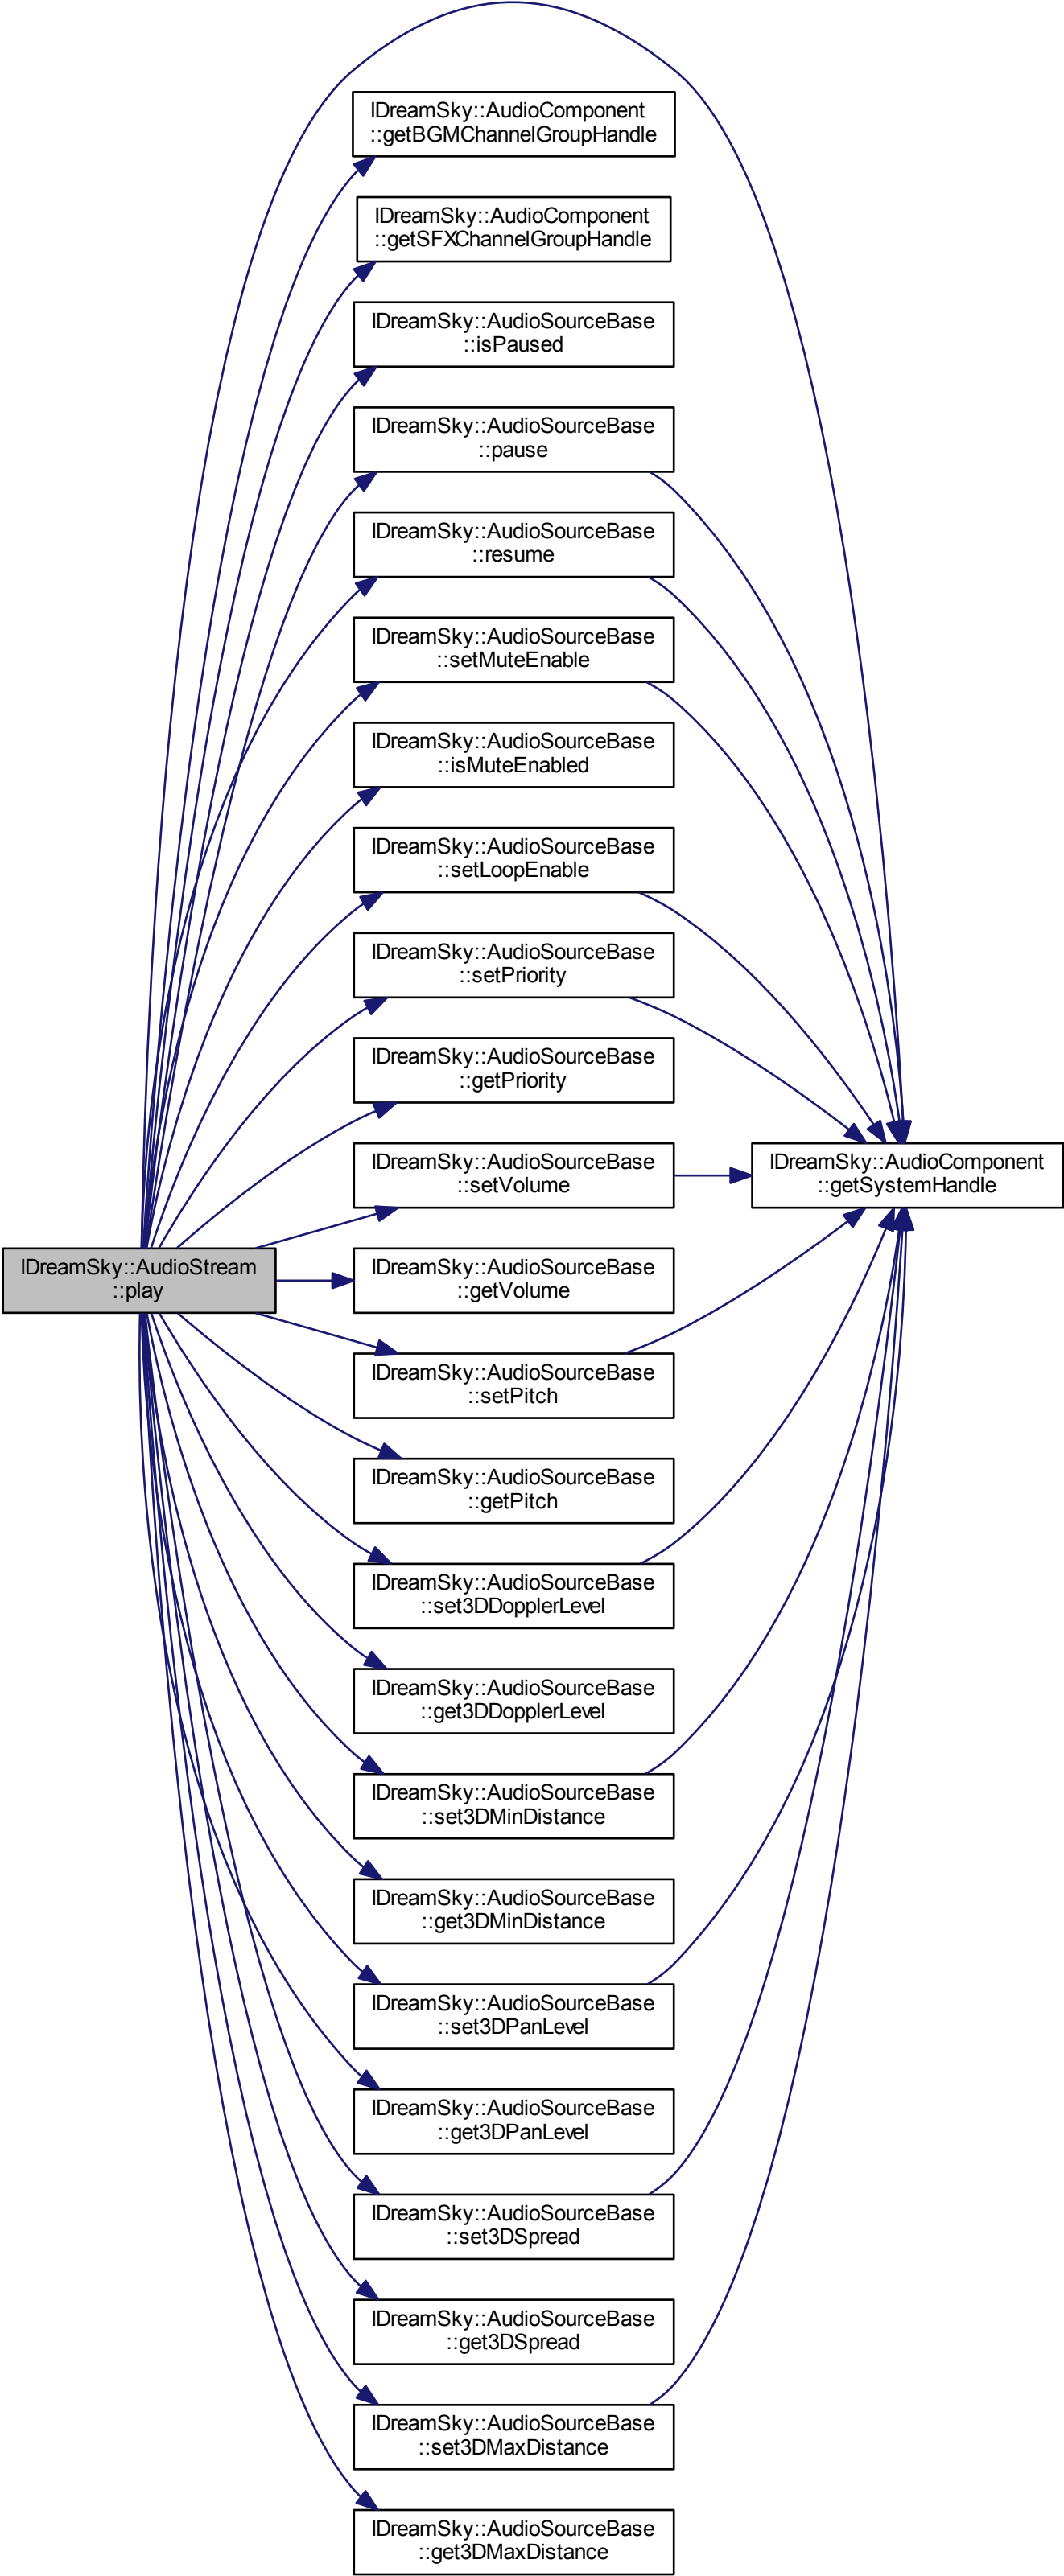 IDreamSky::AudioComponent
::getBGMChannelGroupHandle
IDreamSky::AudioComponent
::getSFXChannelGroupHandle
IDreamSky::AudioSourceBase
::isPaused
IDreamSky::AudioSourceBase
::pause
IDreamSky::AudioSourceBase
::resume
IDreamSky::AudioSourceBase
::setMuteEnable
IDreamSky::AudioSourceBase
::isMuteEnabled
IDreamSky::AudioSourceBase
::setLoopEnable
IDreamSky::AudioSourceBase
::setPriority
IDreamSky::AudioSourceBase
::getPriority
IDreamSky::AudioSourceBase
::setVolume
IDreamSky::AudioComponent
::getSystemHandle
IDreamSky::AudioStream
::play
IDreamSky::AudioSourceBase
::getVolume
IDreamSky::AudioSourceBase
::setPitch
IDreamSky::AudioSourceBase
::getPitch
IDreamSky::AudioSourceBase
::set3DDopplerLevel
IDreamSky::AudioSourceBase
::get3DDopplerLevel
IDreamSky::AudioSourceBase
::set3DMinDistance
IDreamSky::AudioSourceBase
::get3DMinDistance
IDreamSky::AudioSourceBase
::set3DPanLevel
IDreamSky::AudioSourceBase
::get3DPanLevel
IDreamSky::AudioSourceBase
::set3DSpread
IDreamSky::AudioSourceBase
::get3DSpread
IDreamSky::AudioSourceBase
::set3DMaxDistance
IDreamSky::AudioSourceBase
::get3DMaxDistance